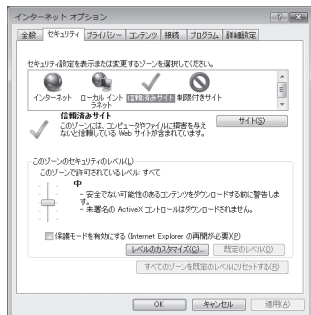 インターネット オプション
全般 セキュリティ プライバシー コンテンツ 接続 プログラム 詳細設定
セキュリティ設定を表示または変更するゾーンを選択してください。
インターネット ローカル イント 信頼済みサイト 制限付きサイト
ラネット
信頼済みサイト
このゾーンには、コンピュータやファイルに損害を与え
ないと信頼している Web サイトが含まれています。
サイト(S)
このゾーンのセキュリティのレベル(L)
このゾーンで許可されているレベル: すべて
中
- 安全でない可能性のあるコンテンツをダウンロードする前に警告しま
す。
- 未署名の ActiveX コントロールはダウンロードされません。
保護モードを有効にする (Internet Explorer の再開が必要)(P)
レベルのカスタマイズ(C)... 既定のレベル(D)
すべてのゾーンを既定のレベルにリセットする(R)
OK キャンセル 適用(A)